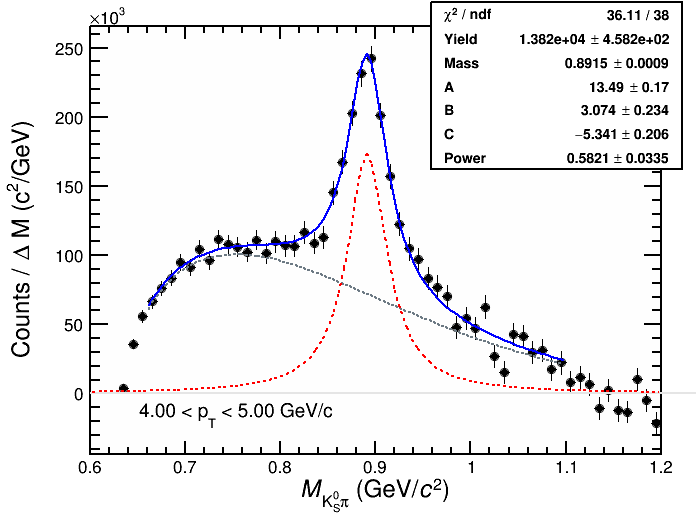 ×10³
χ² / ndf 36.11 / 38
Yield 1.382e+04 ± 4.582e+02
Mass 0.8915 ± 0.0009
A 13.49 ± 0.17
B 3.074 ± 0.234
C −5.341 ± 0.206
Power 0.5821 ± 0.0335
Counts / Δ M (c²/GeV)
250
200
150
100
50
0
4.00 < p_T < 5.00 GeV/c
0.6 0.7 0.8 0.9 1 1.1 1.2
M_{K_S^0 π} (GeV/c²)